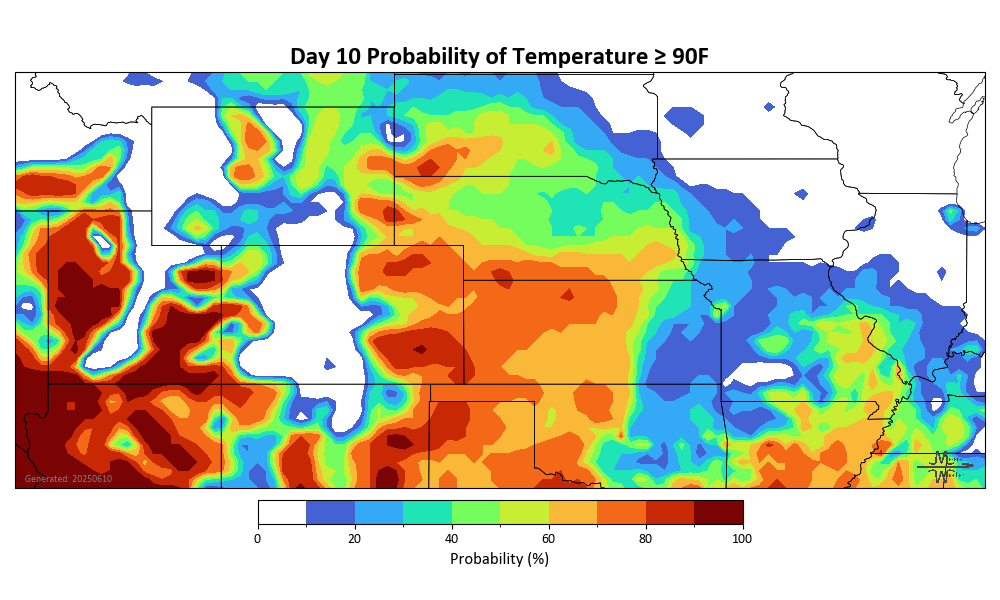 Day 10 Probability of Temperature ≥ 90F
Generated: 20250610
0 20 40 60 80 100
Probability (%)